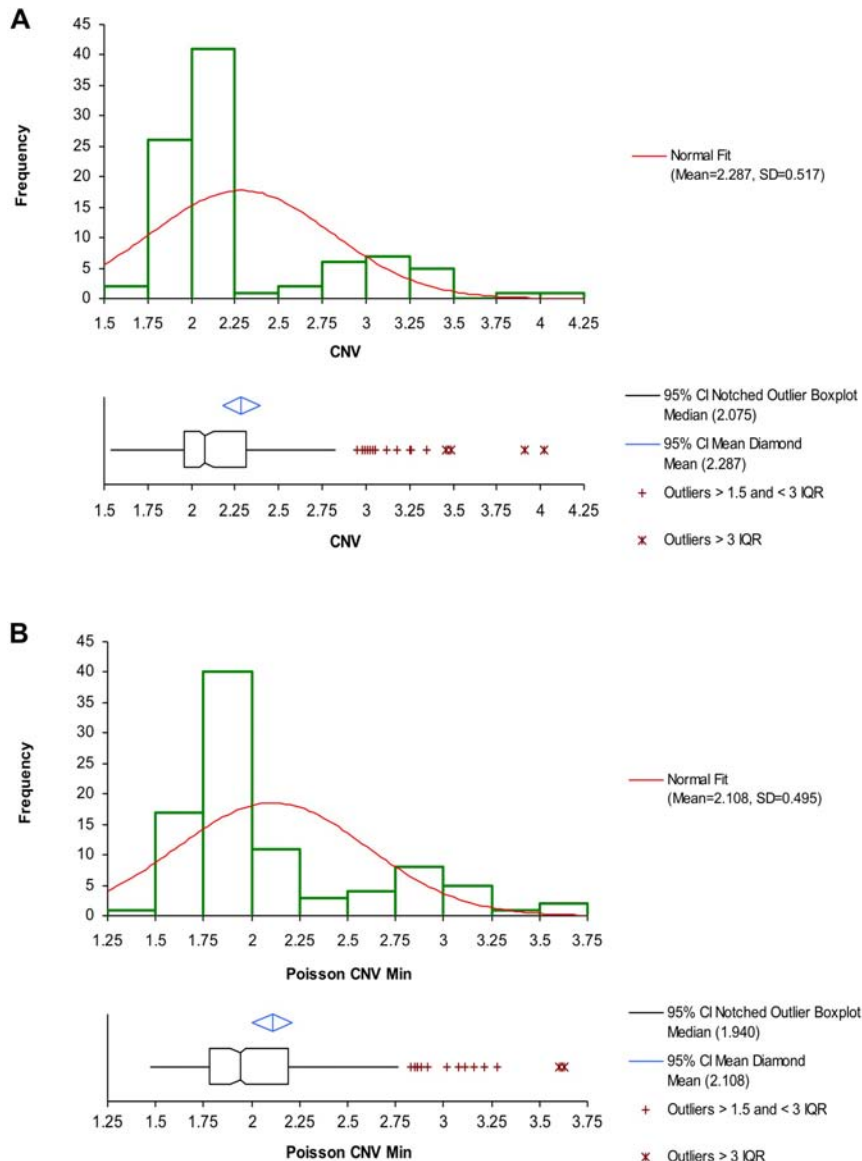 A
45
40
35
30
25
20
15
10
5
0
Frequency
1.5 1.75 2 2.25 2.5 2.75 3 3.25 3.5 3.75 4 4.25
CNV
Normal Fit
(Mean=2.287, SD=0.517)
1.5 1.75 2 2.25 2.5 2.75 3 3.25 3.5 3.75 4 4.25
CNV
95% CI Notched Outlier Boxplot
Median (2.075)
95% CI Mean Diamond
Mean (2.287)
Outliers > 1.5 and < 3 IQR
Outliers > 3 IQR
B
45
40
35
30
25
20
15
10
5
0
Frequency
1.25 1.5 1.75 2 2.25 2.5 2.75 3 3.25 3.5 3.75
Poisson CNV Min
Normal Fit
(Mean=2.108, SD=0.495)
1.25 1.5 1.75 2 2.25 2.5 2.75 3 3.25 3.5 3.75
Poisson CNV Min
95% CI Notched Outlier Boxplot
Median (1.940)
95% CI Mean Diamond
Mean (2.108)
Outliers > 1.5 and < 3 IQR
Outliers > 3 IQR